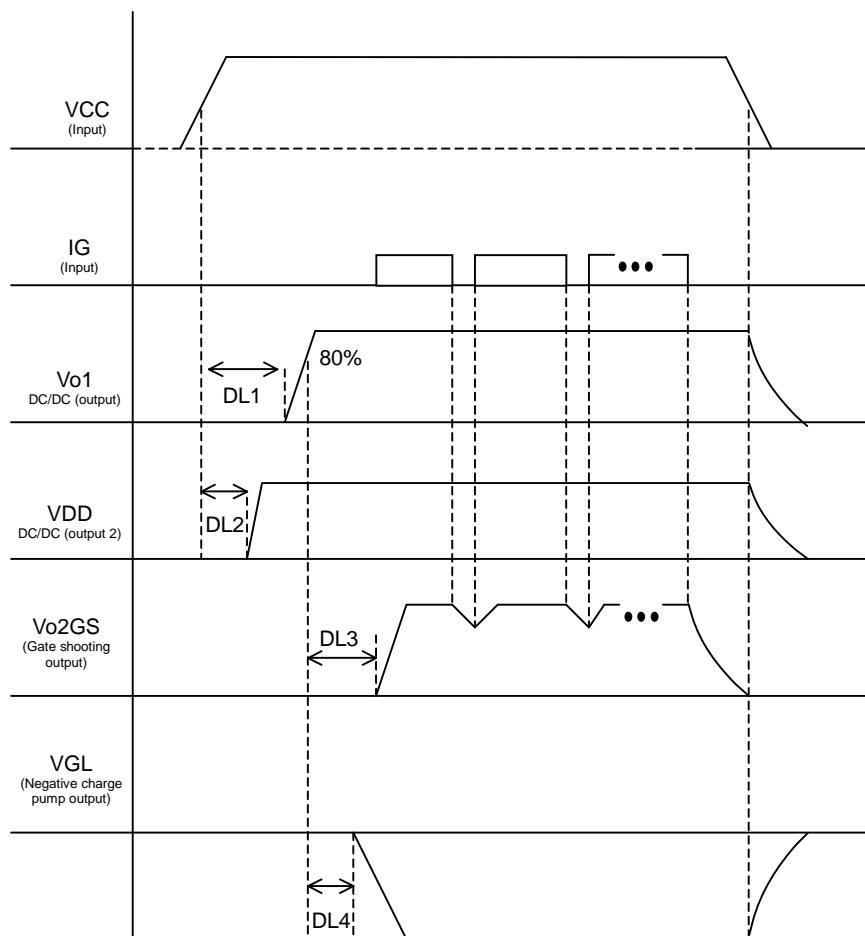 VCC
(Input)
IG
(Input)
Vo1
DC/DC (output)
80%
DL1
VDD
DC/DC (output 2)
DL2
Vo2GS
(Gate shooting
output)
DL3
VGL
(Negative charge
pump output)
DL4